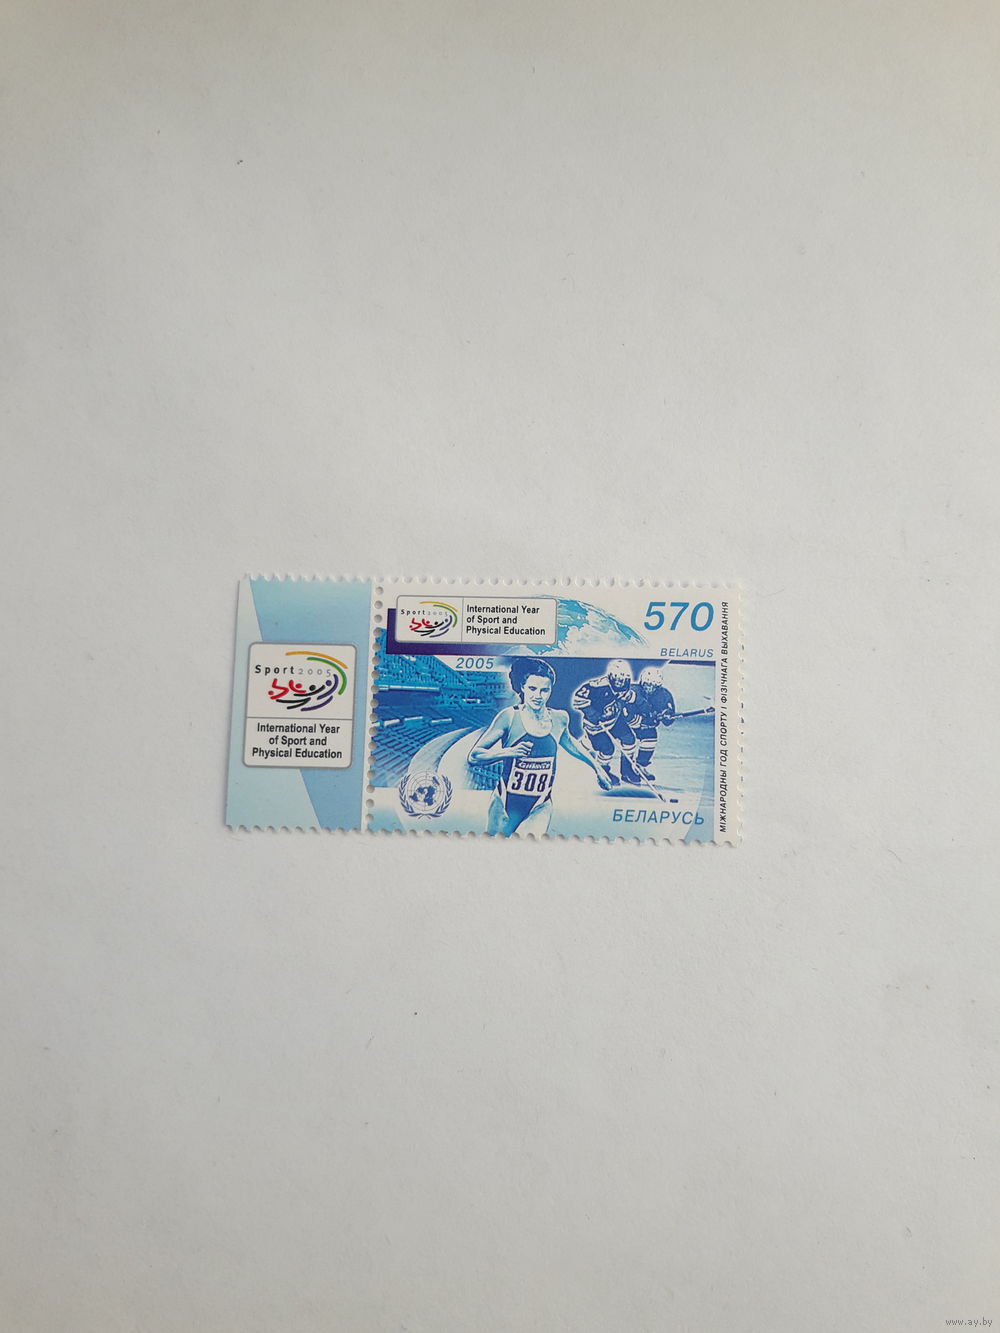 Sport2005
International Year
of Sport and
Physical Education
Sport2005
International Year
of Sport and
Physical Education
570
BELARUS
2005
308
БЕЛАРУСЬ
МІЖНАРОДНЫ ГОД СПОРТУ І ФІЗІЧНАГА ВЫХАВАННЯ
www.ay.by